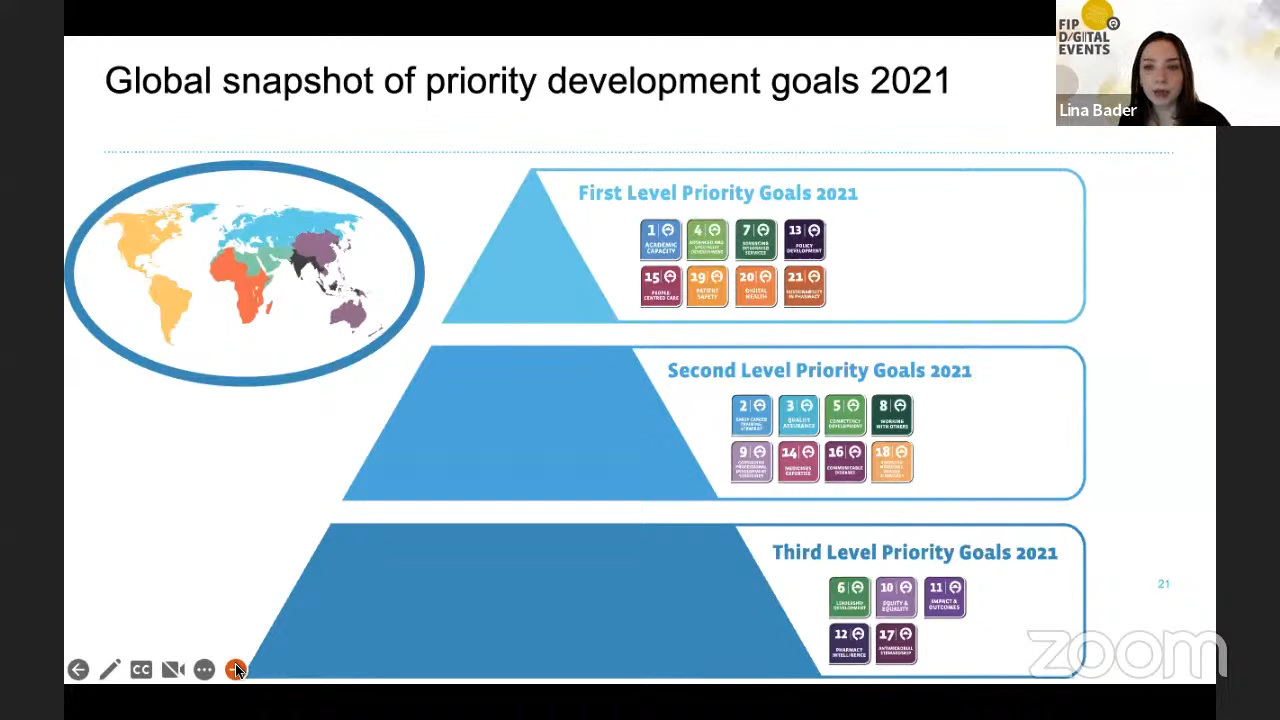 FIP
DIGITAL
EVENTS
Lina Bader
Global snapshot of priority development goals 2021
First Level Priority Goals 2021
1
ACADEMIC
CAPACITY
4
7
13
POLICY
DEVELOPMENT
15
PEOPLE
CENTRED CARE
19
PATIENT
SAFETY
20
DIGITAL
HEALTH
21
SUSTAINABILITY
IN PHARMACY
Second Level Priority Goals 2021
2
3
QUALITY
ASSURANCE
5
COMPETENCY
DEVELOPMENT
8
WORKING
WITH OTHERS
9
14
MEDICINES
EXPERTISE
16
COMMUNICABLE
DISEASES
18
Third Level Priority Goals 2021
6
LEADERSHIP
DEVELOPMENT
10
EQUITY &
EQUALITY
11
IMPACT &
OUTCOMES
12
PHARMACY
INTELLIGENCE
17
ANTIMICROBIAL
STEWARDSHIP
21
CC
zoom